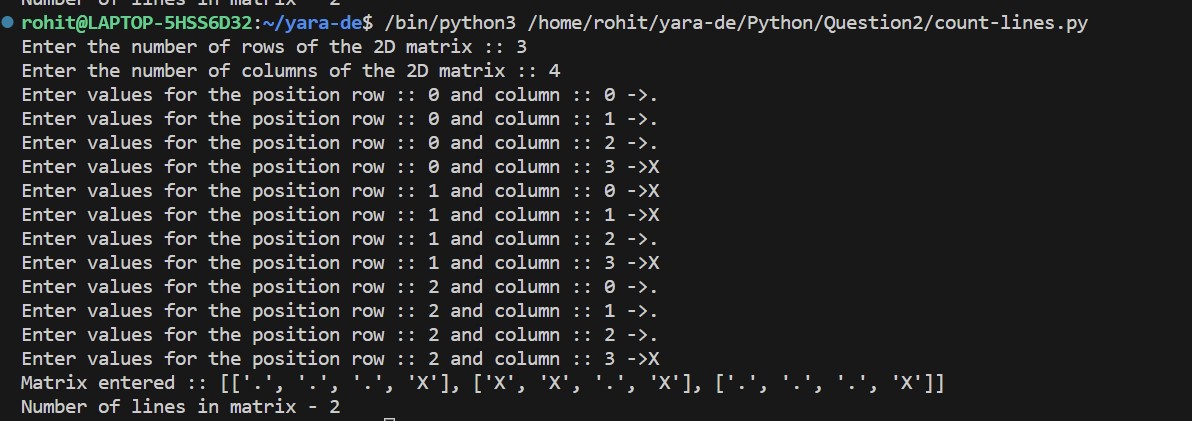 Number of lines in matrix - 2
rohit@LAPTOP-5HSS6D32:~/yara-de$ /bin/python3 /home/rohit/yara-de/Python/Question2/count-lines.py
Enter the number of rows of the 2D matrix :: 3
Enter the number of columns of the 2D matrix :: 4
Enter values for the position row :: 0 and column :: 0 ->.
Enter values for the position row :: 0 and column :: 1 ->.
Enter values for the position row :: 0 and column :: 2 ->.
Enter values for the position row :: 0 and column :: 3 ->X
Enter values for the position row :: 1 and column :: 0 ->X
Enter values for the position row :: 1 and column :: 1 ->X
Enter values for the position row :: 1 and column :: 2 ->.
Enter values for the position row :: 1 and column :: 3 ->X
Enter values for the position row :: 2 and column :: 0 ->.
Enter values for the position row :: 2 and column :: 1 ->.
Enter values for the position row :: 2 and column :: 2 ->.
Enter values for the position row :: 2 and column :: 3 ->X
Matrix entered :: [['.', '.', '.', 'X'], ['X', 'X', '.', 'X'], ['.', '.', '.', 'X']]
Number of lines in matrix - 2